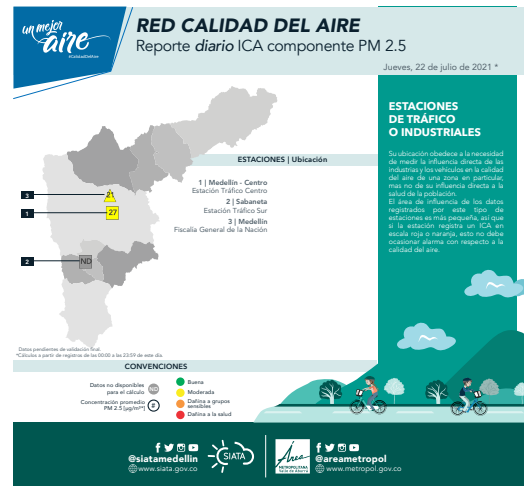 un mejor
aire
#CalidadDelAire
RED CALIDAD DEL AIRE
Reporte diario ICA componente PM 2.5
Jueves, 22 de julio de 2021 *
ESTACIONES
DE TRÁFICO
O INDUSTRIALES
Su ubicación obedece a la necesidad
de medir la influencia directa de las
industrias y los vehículos en la calidad
del aire de una zona en particular,
mas no de su influencia directa a la
salud de la población.
El área de influencia de los datos
registrados por este tipo de
estaciones es más pequeña, así que
si la estación registra un ICA en
escala roja o naranja, esto no debe
ocasionar alarma con respecto a la
calidad del aire.
ESTACIONES | Ubicación
1 | Medellín - Centro
Estación Tráfico Centro
2 | Sabaneta
Estación Tráfico Sur
3 | Medellín
Fiscalía General de la Nación
3
21
1
27
2
ND
Datos pendientes de validación final.
*Cálculos a partir de registros de las 00:00 a las 23:59 de este día.
CONVENCIONES
Datos no disponibles
para el cálculo
ND
Concentración promedio
PM 2.5 [µg/m³*]
#
Buena
Moderada
Dañina a grupos
sensibles
Dañina a la salud
@siatamedellin
www.siata.gov.co
SIATA
Área
METROPOLITANA
Valle de Aburrá
@areametropol
www.metropol.gov.co